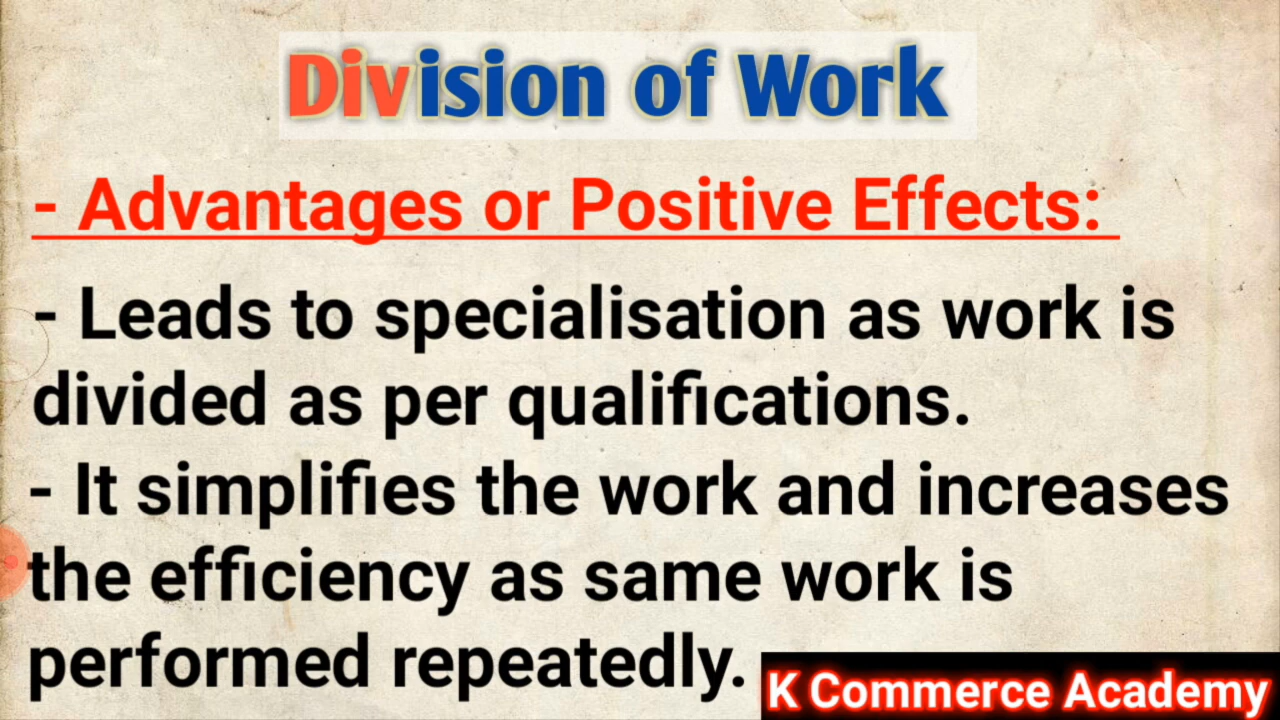 Division of Work
- Advantages or Positive Effects:
- Leads to specialisation as work is
divided as per qualifications.
- It simplifies the work and increases
the efficiency as same work is
performed repeatedly.
K Commerce Academy